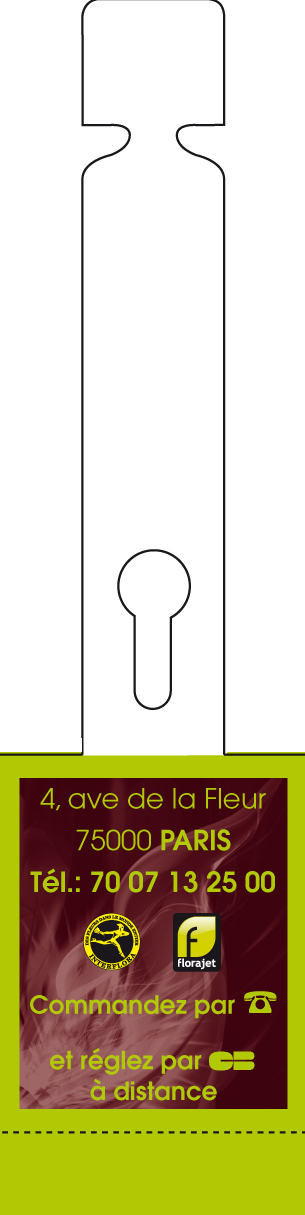 4, ave de la Fleur
75000 PARIS
Tél.: 70 07 13 25 00
INTERFLORA
florajet
Commandez par
et réglez par CB
à distance